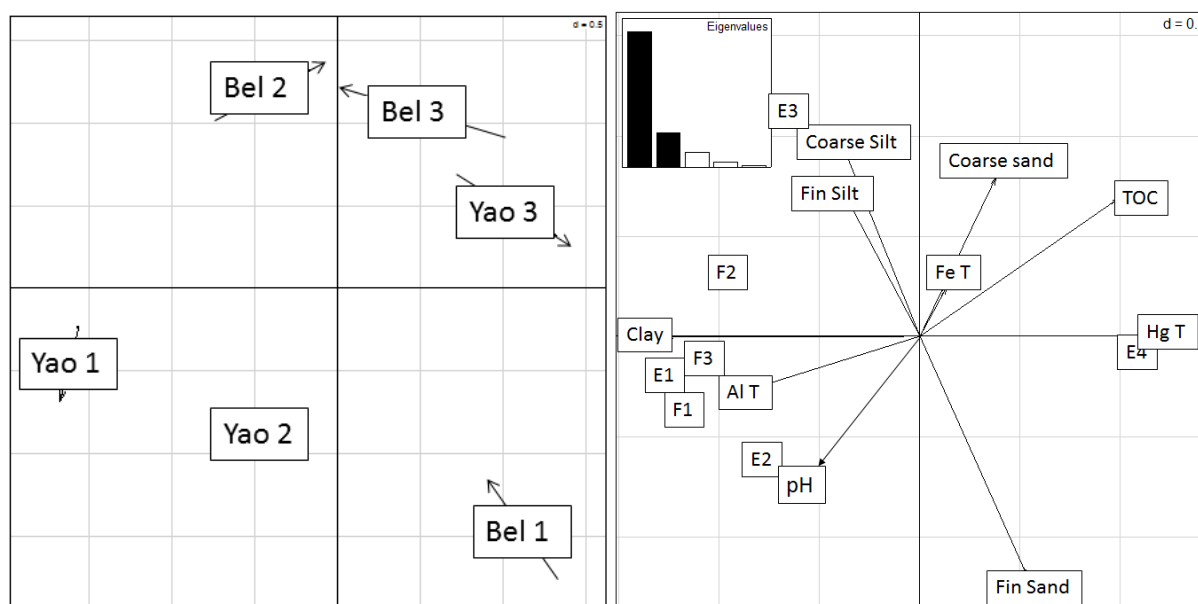 d = 0.5
Bel 2
Bel 3
Yao 3
Yao 1
Yao 2
Bel 1
Eigenvalues
d = 0.
E3
Coarse Silt
Coarse sand
Fin Silt
TOC
F2
Fe T
Clay
Hg T
E4
F3
E1
Al T
F1
E2
pH
Fin Sand